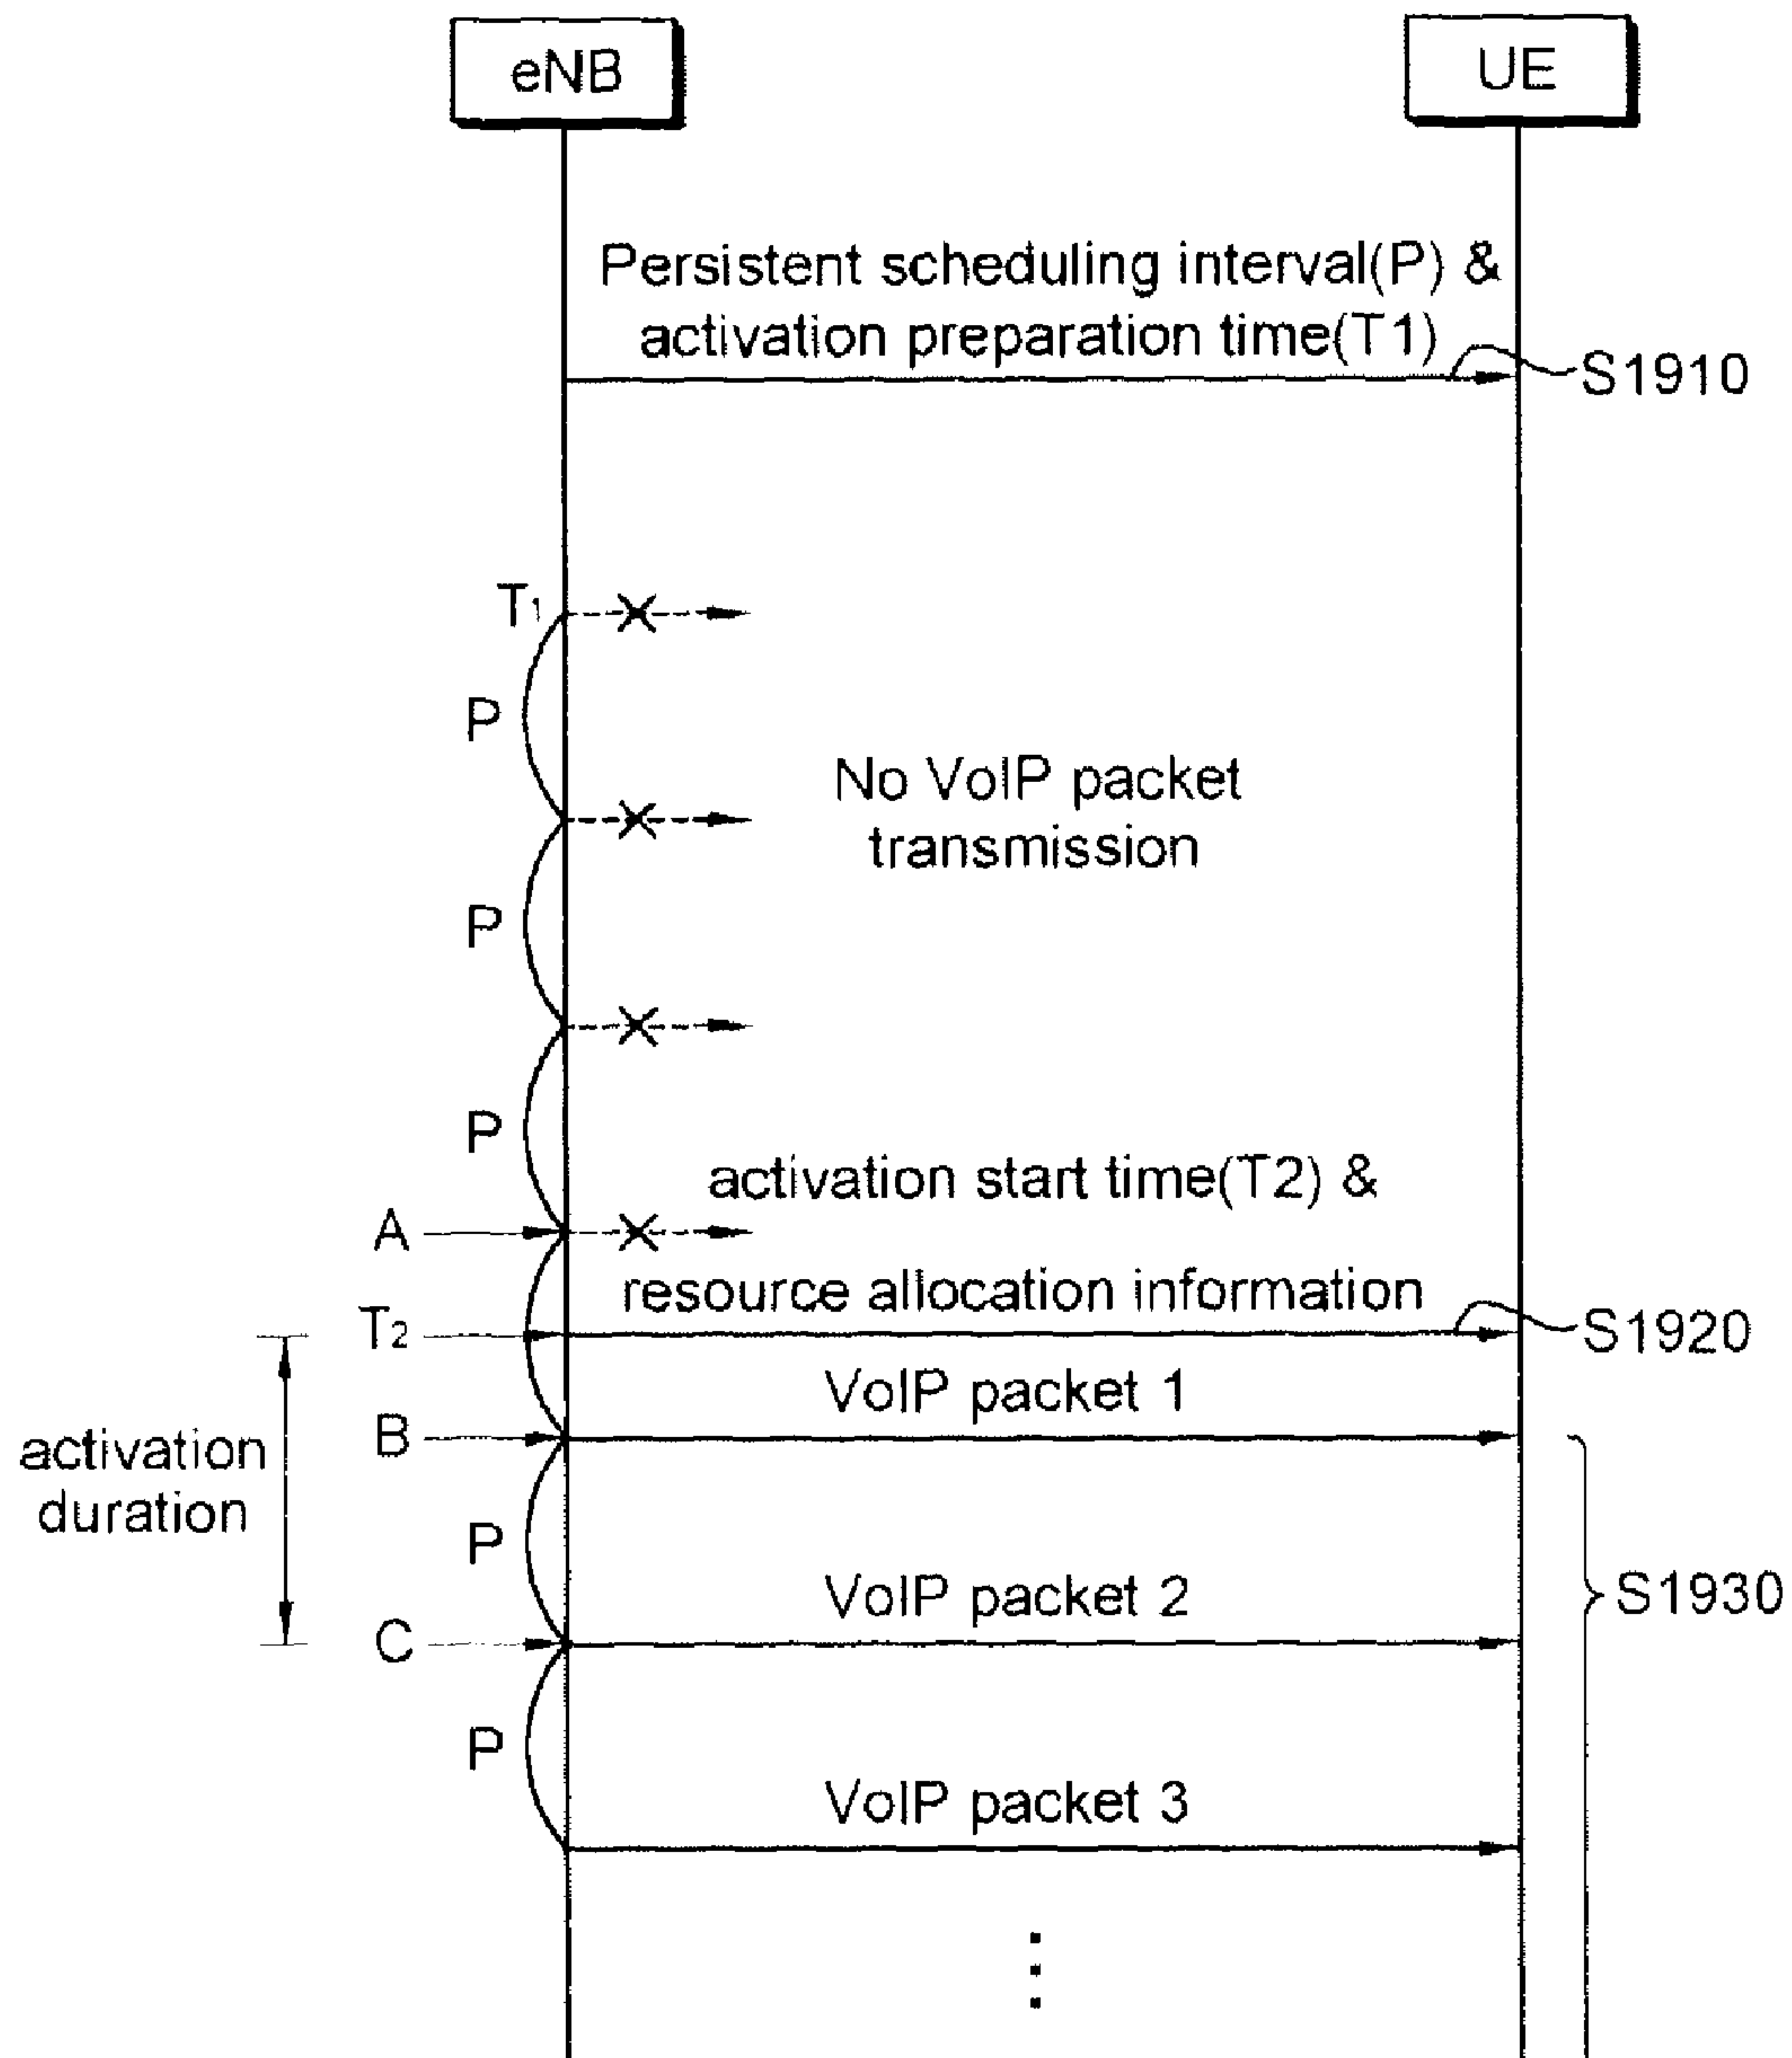 eNB
UE
Persistent scheduling interval(P) &
activation preparation time(T1)
S1910
T1
P
No VoIP packet
transmission
P
P
activation start time(T2) &
A
resource allocation information
T2
S1920
VoIP packet 1
B
activation
duration
P
VoIP packet 2
S1930
C
P
VoIP packet 3